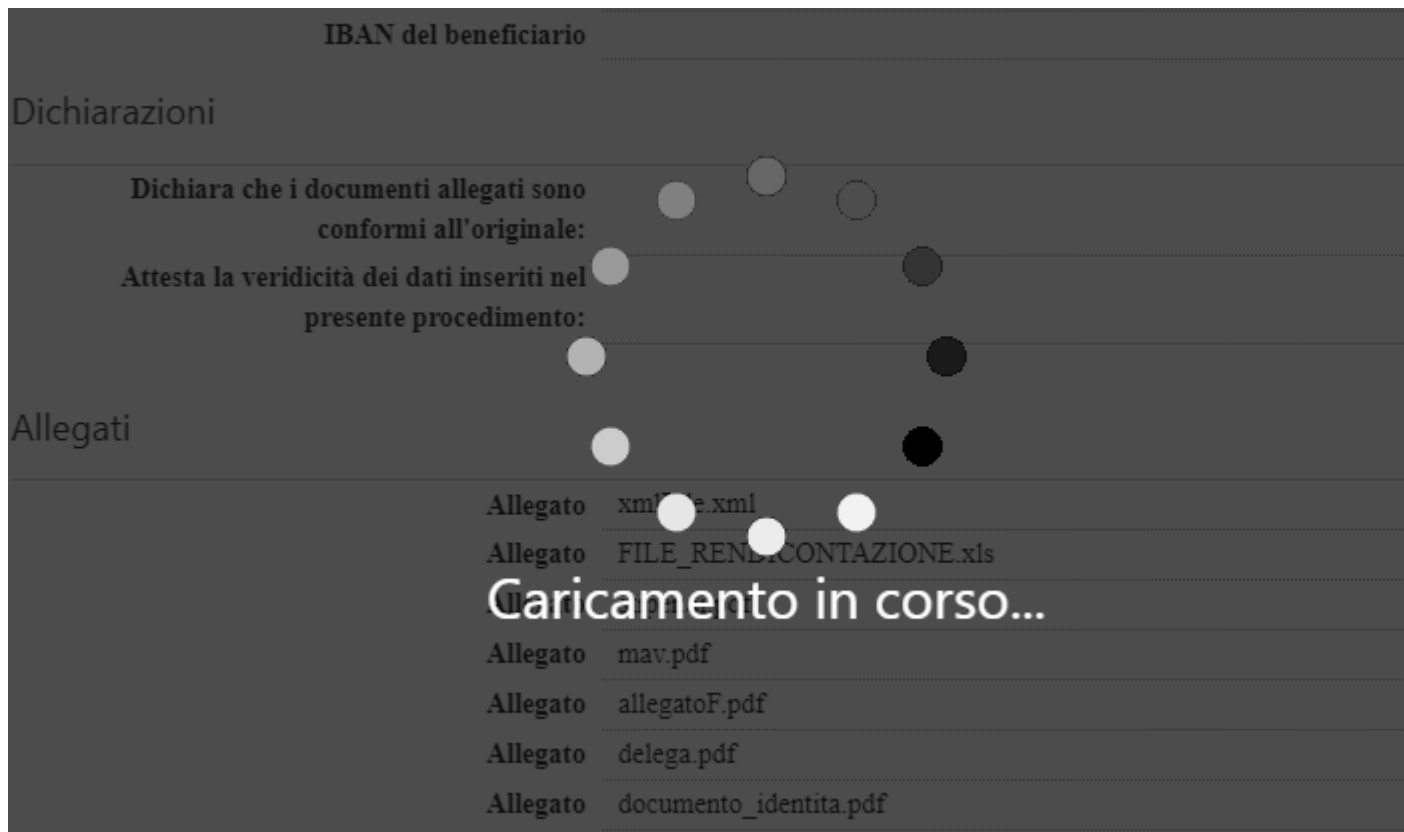 IBAN del beneficiario
Dichiarazioni
Dichiara che i documenti allegati sono
conformi all'originale:
Attesta la veridicità dei dati inseriti nel
presente procedimento:
Allegati
Allegato
Allegato FILE_RENDICONTAZIONE.xls
Allegato
Caricamento in corso...
Allegato mav.pdf
Allegato allegatoF.pdf
Allegato delega.pdf
Allegato documento_identita.pdf